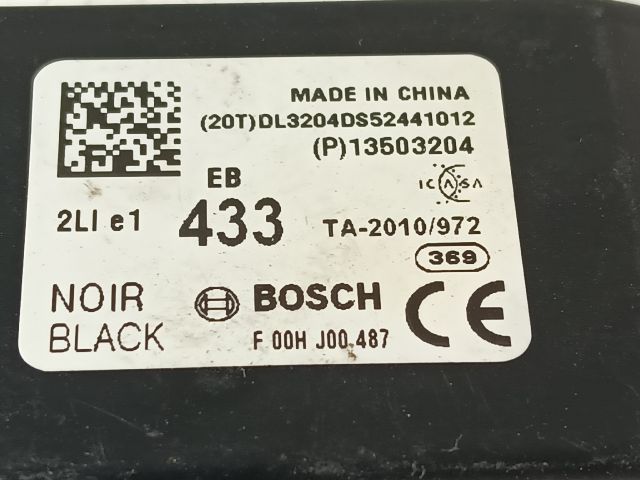 MADE IN CHINA
(20T)DL3204DS52441012
(P)13503204
ICASA
EB
2LI e1 433 TA-2010/972
369
NOIR
BLACK
BOSCH
F 00H J00 487
CE